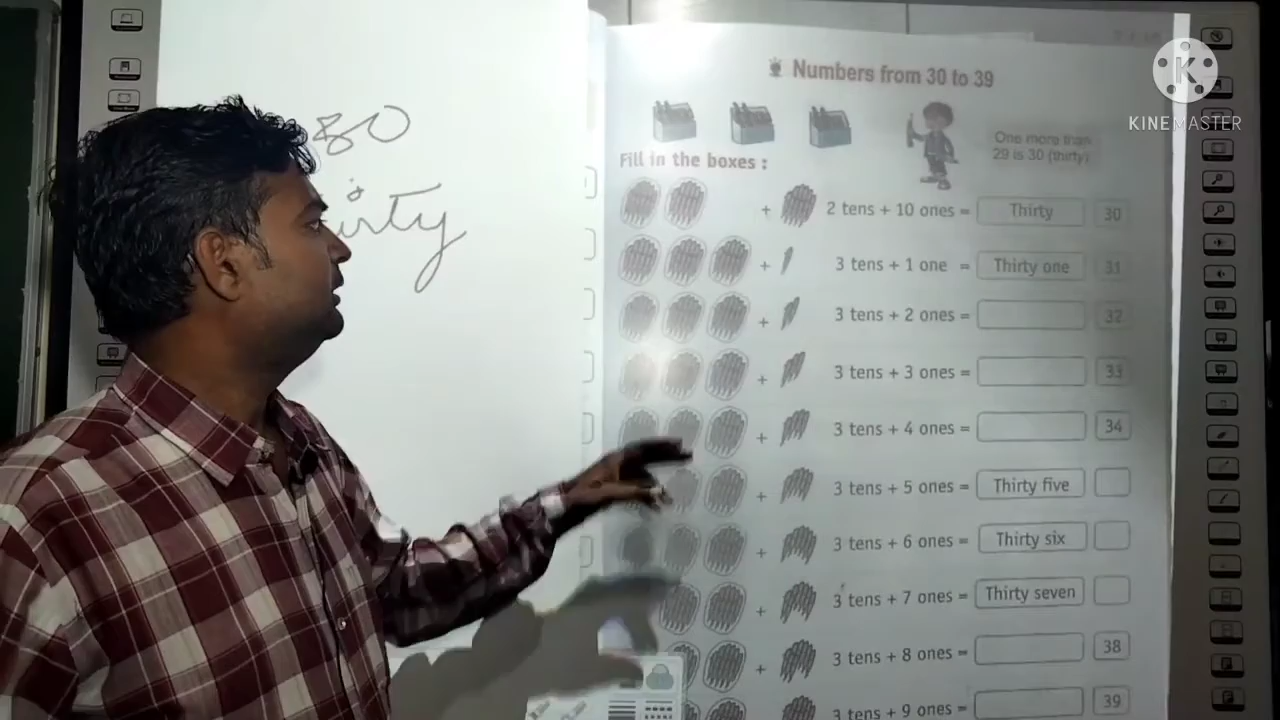 30
Numbers from 30 to 39
One more than
29 is 30 (thirty)
Fill in the boxes :
+ 2 tens + 10 ones = Thirty 30
+ 3 tens + 1 one = Thirty one 31
+ 3 tens + 2 ones = 32
+ 3 tens + 3 ones = 33
+ 3 tens + 4 ones = 34
+ 3 tens + 5 ones = Thirty five
+ 3 tens + 6 ones = Thirty six
+ 3 tens + 7 ones = Thirty seven
+ 3 tens + 8 ones = 38
+ 3 tens + 9 ones = 39
K
KINEMASTER